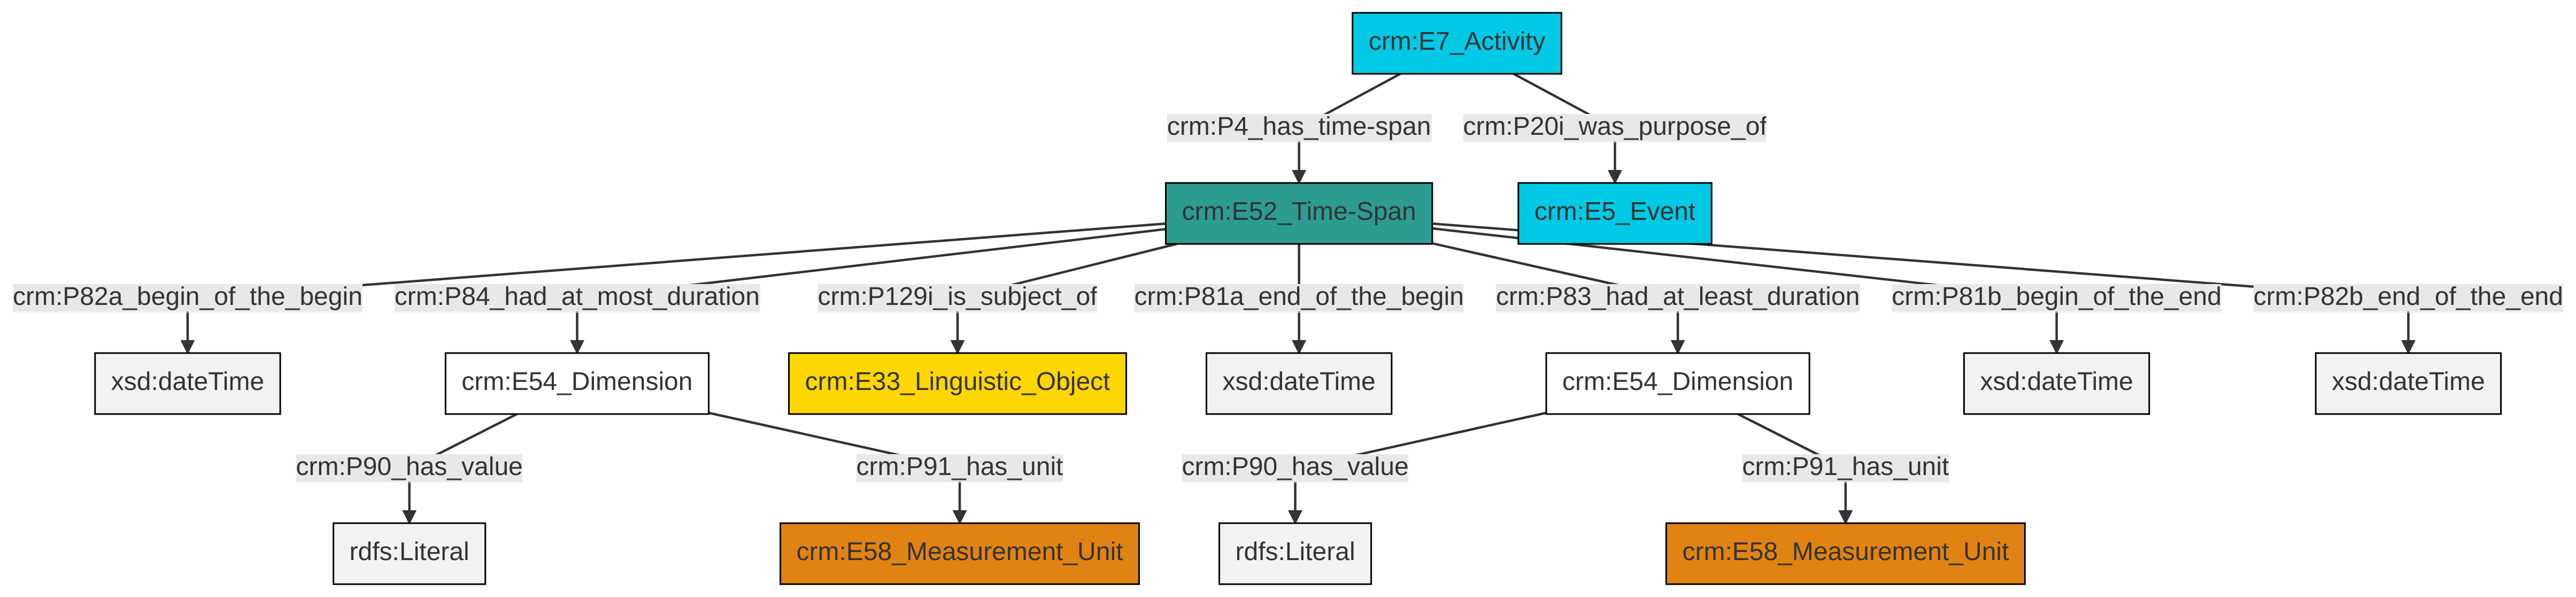 crm:E7_Activity
crm:P4_has_time-span
crm:P20i_was_purpose_of
crm:E52_Time-Span
crm:E5_Event
crm:P82a_begin_of_the_begin
crm:P84_had_at_most_duration
crm:P129i_is_subject_of
crm:P81a_end_of_the_begin
crm:P83_had_at_least_duration
crm:P81b_begin_of_the_end
crm:P82b_end_of_the_end
xsd:dateTime
crm:E54_Dimension
crm:E33_Linguistic_Object
xsd:dateTime
crm:E54_Dimension
xsd:dateTime
xsd:dateTime
crm:P90_has_value
crm:P91_has_unit
crm:P90_has_value
crm:P91_has_unit
rdfs:Literal
crm:E58_Measurement_Unit
rdfs:Literal
crm:E58_Measurement_Unit